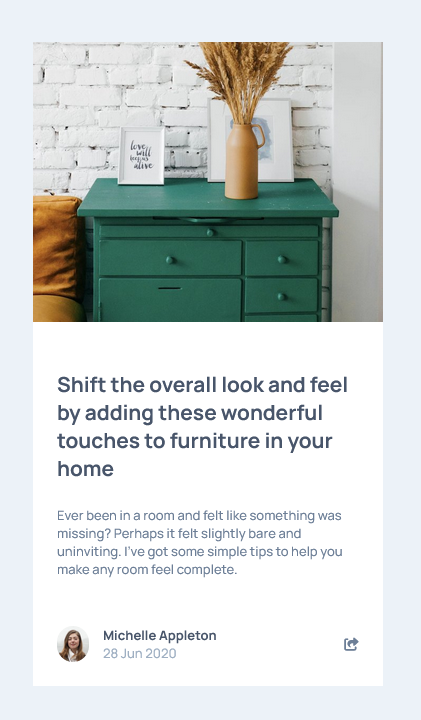 love
will
keep us
alive
Shift the overall look and feel
by adding these wonderful
touches to furniture in your
home
Ever been in a room and felt like something was
missing? Perhaps it felt slightly bare and
uninviting. I've got some simple tips to help you
make any room feel complete.
Michelle Appleton
28 Jun 2020